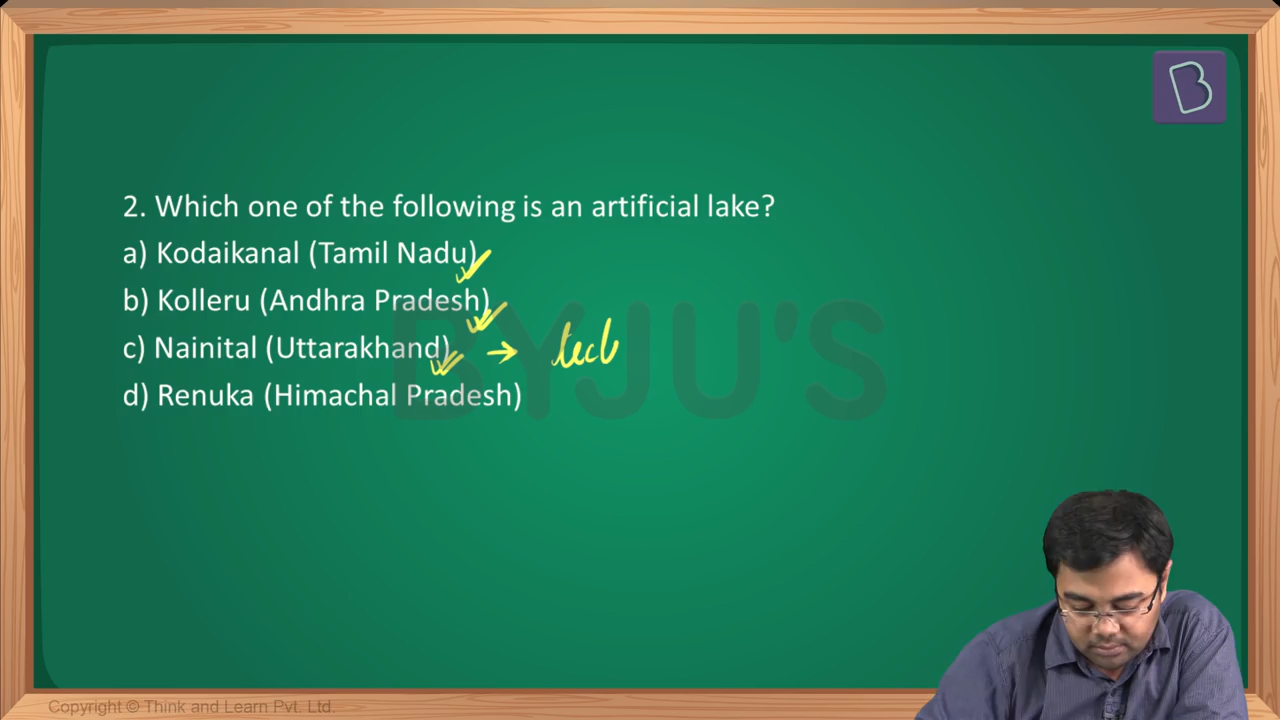 B
2. Which one of the following is an artificial lake?
a) Kodaikanal (Tamil Nadu)
b) Kolleru (Andhra Pradesh)
c) Nainital (Uttarakhand) → tect
d) Renuka (Himachal Pradesh)
BYJU'S
Copyright © Think and Learn Pvt. Ltd.